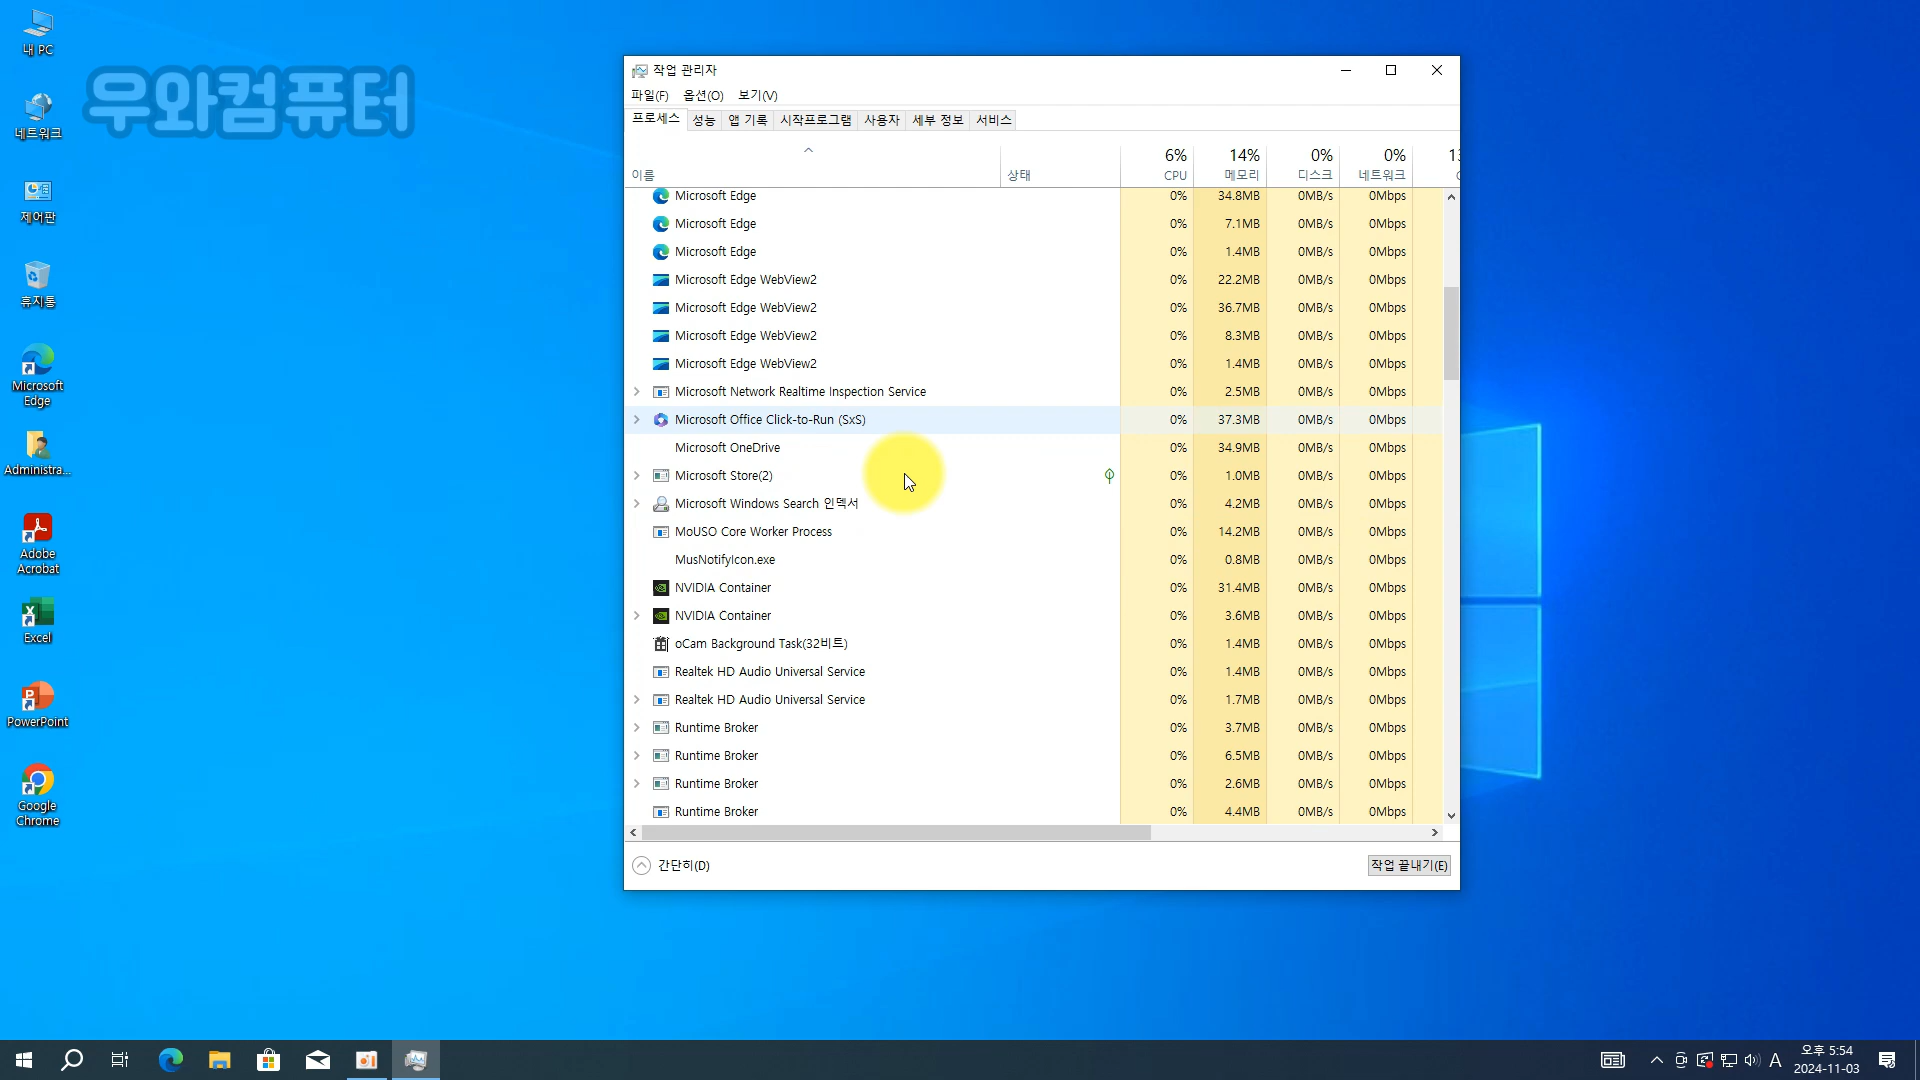 내 PC
네트워크
제어판
휴지통
Microsoft
Edge
Administra...
Adobe
Acrobat
Excel
PowerPoint
Google
Chrome
우와컴퓨터
작업 관리자
파일(F) 옵션(O) 보기(V)
프로세스 성능 앱 기록 시작프로그램 사용자 세부 정보 서비스
6% 14% 0% 0% 13
이름 상태 CPU 메모리 디스크 네트워크
Microsoft Edge 0% 34.8MB 0MB/s 0Mbps
Microsoft Edge 0% 7.1MB 0MB/s 0Mbps
Microsoft Edge 0% 1.4MB 0MB/s 0Mbps
Microsoft Edge WebView2 0% 22.2MB 0MB/s 0Mbps
Microsoft Edge WebView2 0% 36.7MB 0MB/s 0Mbps
Microsoft Edge WebView2 0% 8.3MB 0MB/s 0Mbps
Microsoft Edge WebView2 0% 1.4MB 0MB/s 0Mbps
Microsoft Network Realtime Inspection Service 0% 2.5MB 0MB/s 0Mbps
Microsoft Office Click-to-Run (SxS) 0% 37.3MB 0MB/s 0Mbps
Microsoft OneDrive 0% 34.9MB 0MB/s 0Mbps
Microsoft Store(2) 0% 1.0MB 0MB/s 0Mbps
Microsoft Windows Search 인덱서 0% 4.2MB 0MB/s 0Mbps
MoUSO Core Worker Process 0% 14.2MB 0MB/s 0Mbps
MusNotifyIcon.exe 0% 0.8MB 0MB/s 0Mbps
NVIDIA Container 0% 31.4MB 0MB/s 0Mbps
NVIDIA Container 0% 3.6MB 0MB/s 0Mbps
oCam Background Task(32비트) 0% 1.4MB 0MB/s 0Mbps
Realtek HD Audio Universal Service 0% 1.4MB 0MB/s 0Mbps
Realtek HD Audio Universal Service 0% 1.7MB 0MB/s 0Mbps
Runtime Broker 0% 3.7MB 0MB/s 0Mbps
Runtime Broker 0% 6.5MB 0MB/s 0Mbps
Runtime Broker 0% 2.6MB 0MB/s 0Mbps
Runtime Broker 0% 4.4MB 0MB/s 0Mbps
간단히(D) 작업 끝내기(E)
A
오후 5:54
2024-11-03